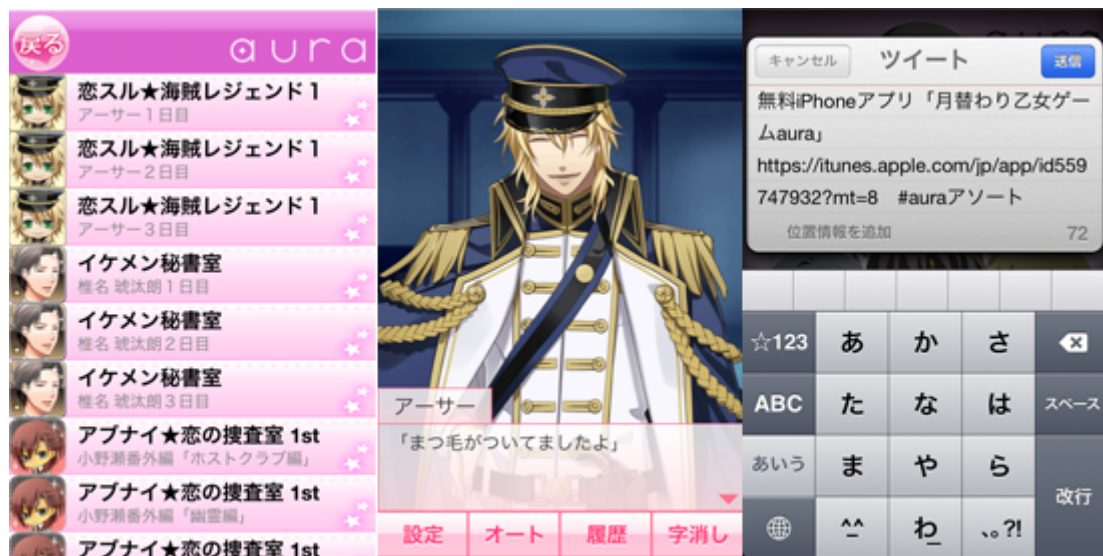 戻る
aura
恋スル★海賊レジェンド1
アーサー1日目
恋スル★海賊レジェンド1
アーサー2日目
恋スル★海賊レジェンド1
アーサー3日目
イケメン秘書室
椎名 琥汰朗1日目
イケメン秘書室
椎名 琥汰朗2日目
イケメン秘書室
椎名 琥汰朗3日目
アブナイ★恋の捜査室 1st
小野瀬番外編「ホストクラブ編」
アブナイ★恋の捜査室 1st
小野瀬番外編「幽霊編」
アブナイ★恋の捜査室 1st
アーサー
「まつ毛がついてましたよ」
設定 オート 履歴 字消し
キャンセル ツイート 送信
無料iPhoneアプリ「月替わり乙女ゲー
ムaura」
https://itunes.apple.com/jp/app/id559
747932?mt=8 #auraアソート
位置情報を追加 72
☆123 あ か さ
ABC た な は スペース
あいう ま や ら 改行
^^ わ 、。?!